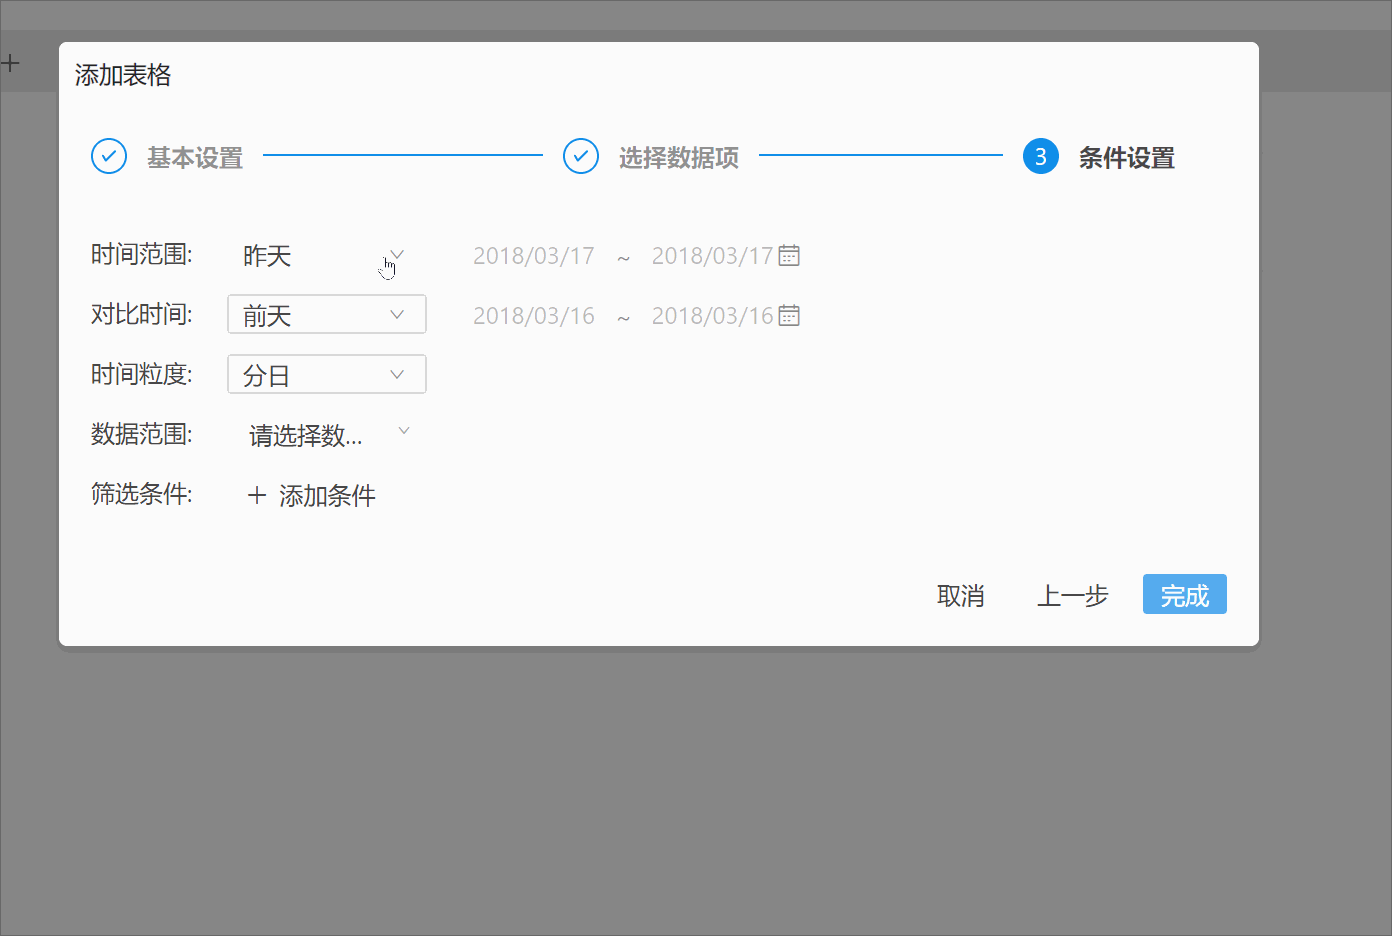 添加表格
基本设置 选择数据项 3 条件设置
时间范围: 昨天 2018/03/17 ~ 2018/03/17
对比时间: 前天 2018/03/16 ~ 2018/03/16
时间粒度: 分日
数据范围: 请选择数...
筛选条件: + 添加条件
取消 上一步 完成